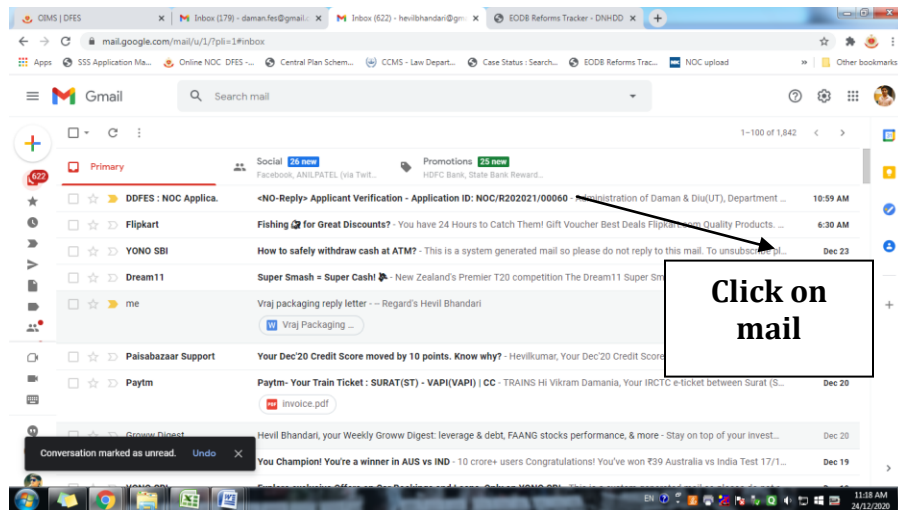 OIMS | DFES
Inbox (179) - daman.fes@gmail.c
Inbox (622) - hevilbhandari@gm
EODB Reforms Tracker - DNHDD
mail.google.com/mail/u/1/?pli=1#inbox
Apps SSS Application Ma... Online NOC DFES -... Central Plan Schem... CCMS - Law Depart... Case Status : Search... EODB Reforms Trac... NOC upload » Other bookmarks
Gmail
Search mail
1–100 of 1,842
Primary
Social 26 new
Facebook, ANILPATEL (via Twit...
Promotions 25 new
HDFC Bank, State Bank Reward...
622
DDFES : NOC Applica. <NO-Reply> Applicant Verification - Application ID: NOC/R202021/00060 - Administration of Daman & Diu(UT), Department ... 10:59 AM
Flipkart Fishing for Great Discounts? - You have 24 Hours to Catch Them! Gift Voucher Best Deals Flipkart.com Quality Products. ... 6:30 AM
YONO SBI How to safely withdraw cash at ATM? - This is a system generated mail so please do not reply to this mail. To unsubscribe pl... Dec 23
Dream11 Super Smash = Super Cash! - New Zealand's Premier T20 competition The Dream11 Super Sm
me Vraj packaging reply letter - -- Regard's Hevil Bhandari
W Vraj Packaging ...
Paisabazaar Support Your Dec'20 Credit Score moved by 10 points. Know why? - Hevilkumar, Your Dec'20 Credit Score
Paytm Paytm- Your Train Ticket : SURAT(ST) - VAPI(VAPI) | CC - TRAINS Hi Vikram Damania, Your IRCTC e-ticket between Surat (S... Dec 20
PDF invoice.pdf
Groww Digest Hevil Bhandari, your Weekly Groww Digest: leverage & debt, FAANG stocks performance, & more - Stay on top of your invest... Dec 20
You Champion! You're a winner in AUS vs IND - 10 crore+ users Congratulations! You've won ₹39 Australia vs India Test 17/1... Dec 19
Conversation marked as unread. Undo
Click on
mail
EN
11:18 AM
24/12/2020